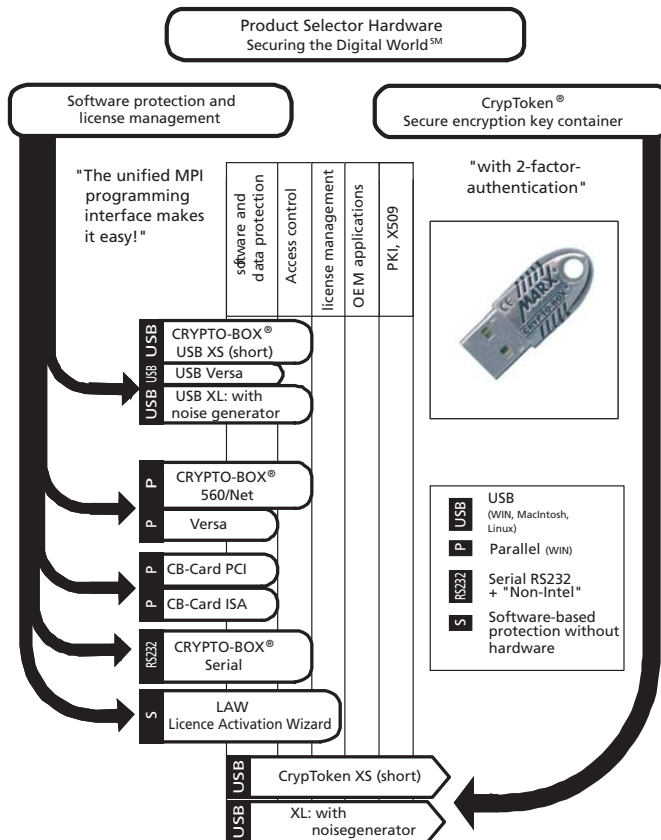 Product Selector Hardware
Securing the Digital World℠
Software protection and
license management
CrypToken®
Secure encryption key container
"The unified MPI
programming
interface makes
it easy!"
software and
data protection
Access control
license management
OEM applications
PKI, X509
"with 2-factor-
authentication"
CE MARX®
CRYPTO-BOX
USB
CRYPTO-BOX®
USB XS (short)
USB
USB Versa
USB
USB XL: with
noise generator
P
CRYPTO-BOX®
560/Net
P
Versa
P
CB-Card PCI
P
CB-Card ISA
RS232
CRYPTO-BOX®
Serial
S
LAW
Licence Activation Wizard
USB
CrypToken XS (short)
USB
XL: with
noisegenerator
USB
USB
(WIN, MacIntosh,
Linux)
P
Parallel (WIN)
RS232
Serial RS232
+ "Non-Intel"
S
Software-based
protection without
hardware